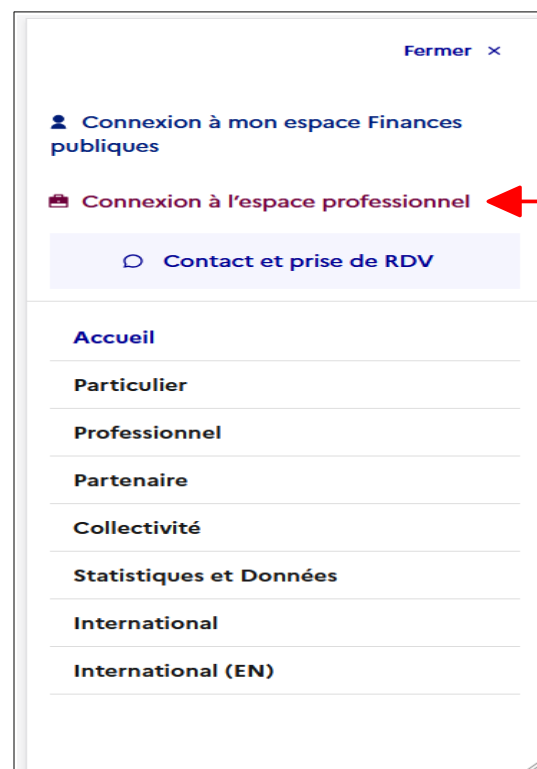 Fermer ×
Connexion à mon espace Finances
publiques
Connexion à l’espace professionnel
Contact et prise de RDV
Accueil
Particulier
Professionnel
Partenaire
Collectivité
Statistiques et Données
International
International (EN)